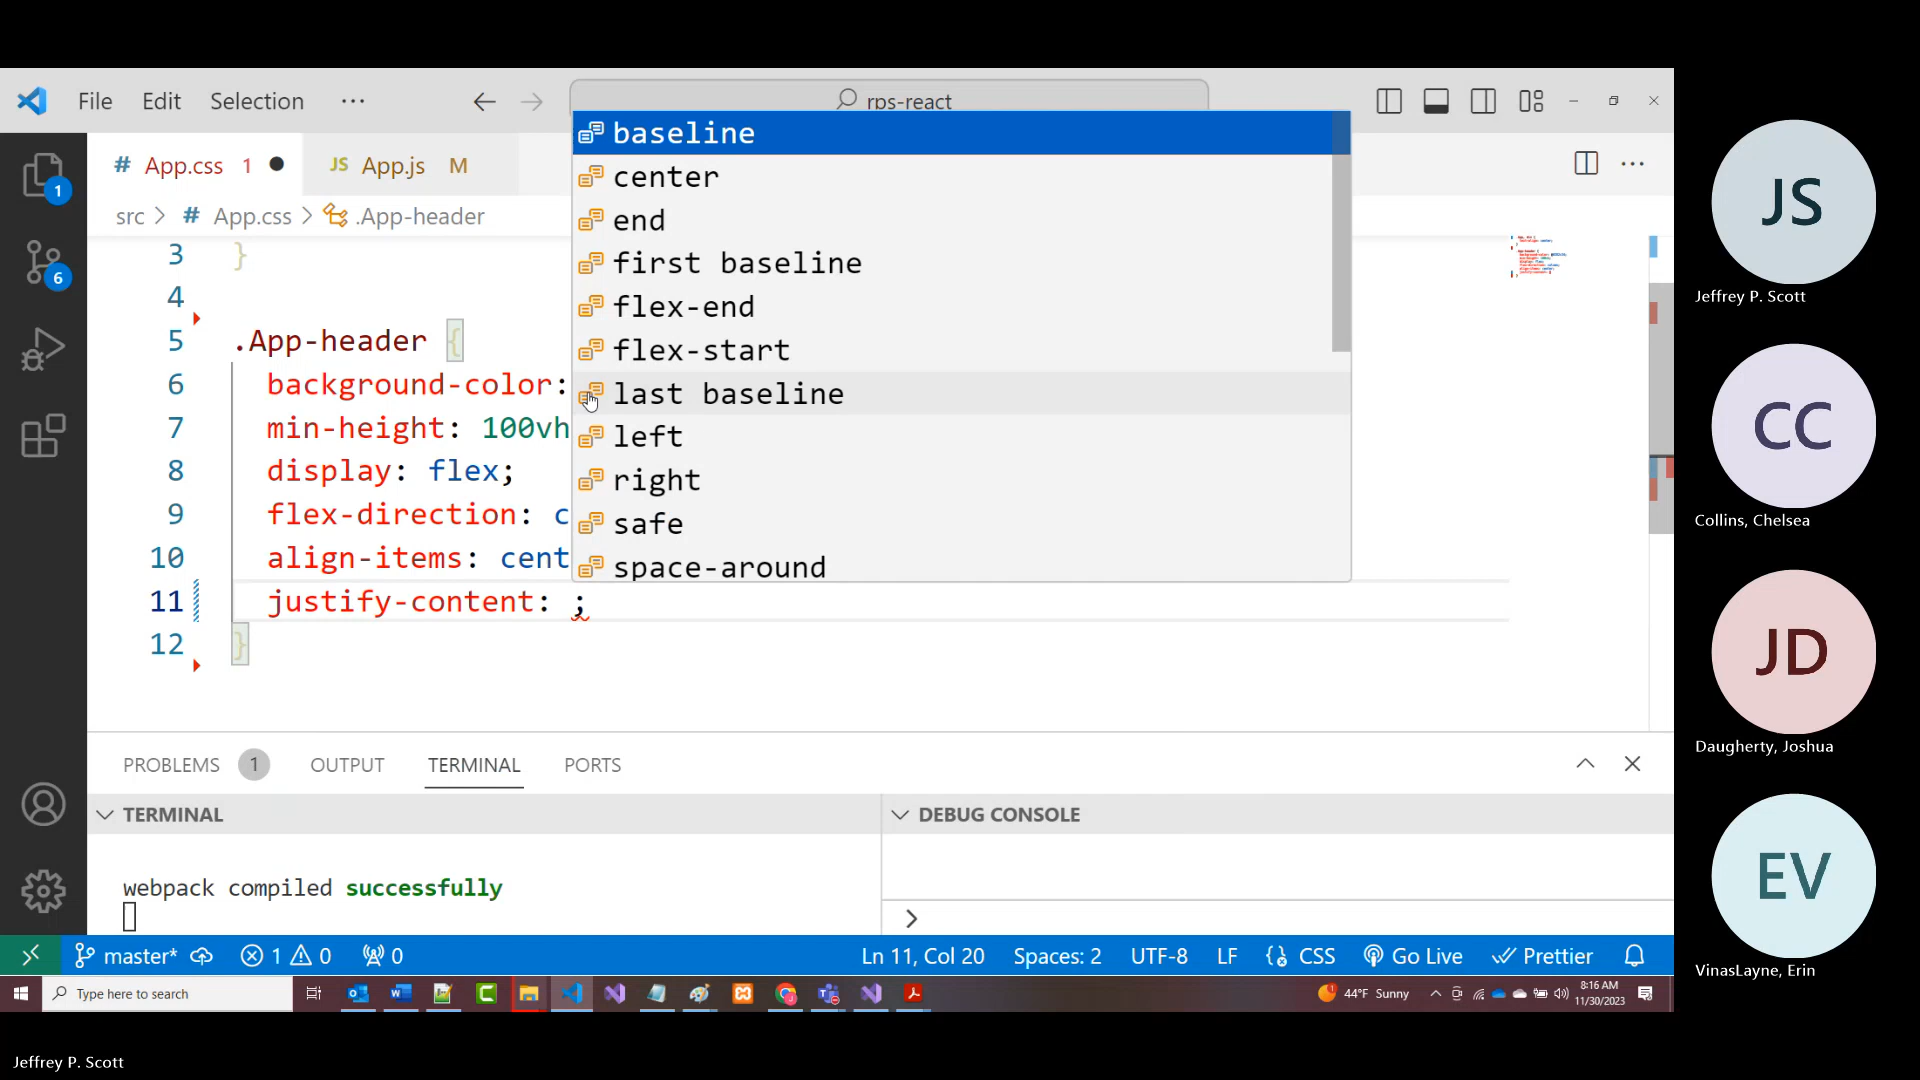 File Edit Selection ··· rps-react
# App.css 1 JS App.js M
src > # App.css > .App-header
3 }
4
5 .App-header {
6 background-color:
7 min-height: 100vh
8 display: flex;
9 flex-direction: c
10 align-items: cent
11 justify-content: ;
12 }
baseline
center
end
first baseline
flex-end
flex-start
last baseline
left
right
safe
space-around
PROBLEMS 1 OUTPUT TERMINAL PORTS
TERMINAL
DEBUG CONSOLE
webpack compiled successfully
>
master* 1 0 0 Ln 11, Col 20 Spaces: 2 UTF-8 LF CSS Go Live Prettier
1
6
Type here to search
44°F Sunny
8:16 AM
11/30/2023
JS
Jeffrey P. Scott
CC
Collins, Chelsea
JD
Daugherty, Joshua
EV
VinasLayne, Erin
Jeffrey P. Scott